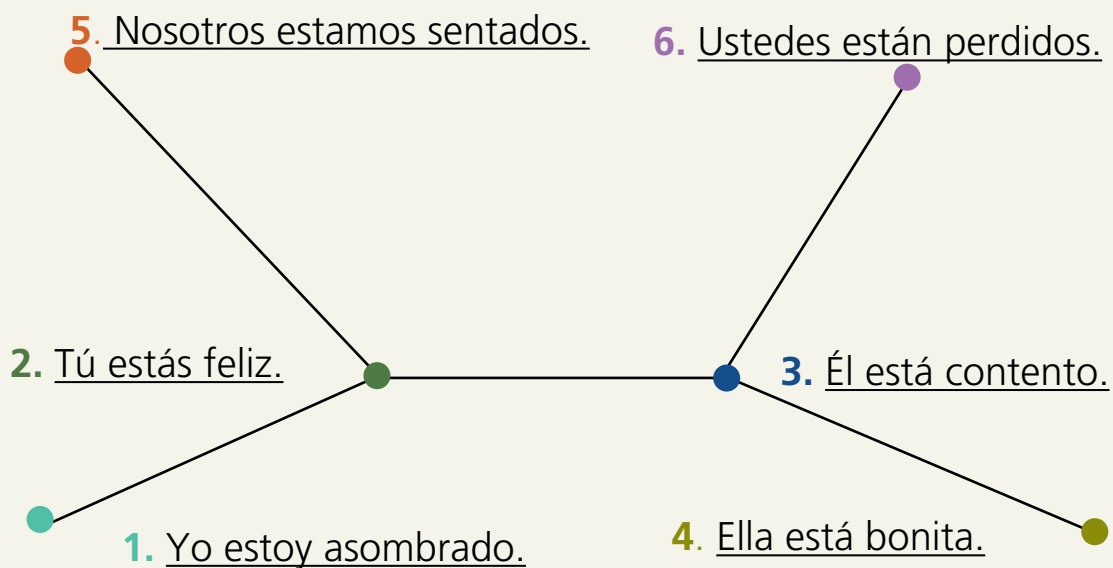 5. Nosotros estamos sentados.
6. Ustedes están perdidos.
2. Tú estás feliz.
3. Él está contento.
1. Yo estoy asombrado.
4. Ella está bonita.